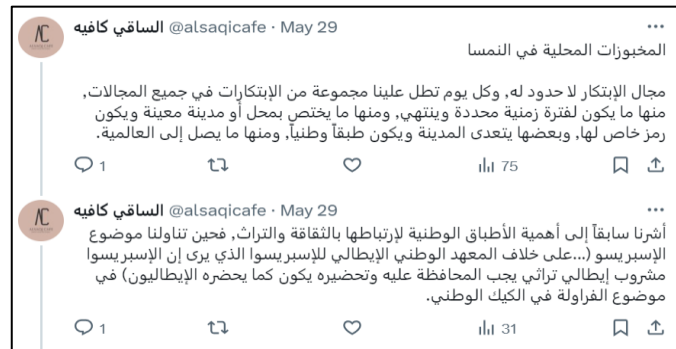 الساقي كافيه @alsaqicafe · May 29
المخبوزات المحلية في النمسا
مجال الإبتكار لا حدود له, وكل يوم تطل علينا مجموعة من الإبتكارات في جميع المجالات,
منها ما يكون لفترة زمنية محددة وينتهي, ومنها ما يختص بمحل أو مدينة معينة ويكون
رمز خاص لها, وبعضها يتعدى المدينة ويكون طبقاً وطنياً, ومنها ما يصل إلى العالمية.
1 75
الساقي كافيه @alsaqicafe · May 29
أشرنا سابقاً إلى أهمية الأطباق الوطنية لإرتباطها بالثقافة والتراث, فحين تناولنا موضوع
الإسبريسو (...على خلاف المعهد الوطني الإيطالي للإسبريسوا الذي يرى إن الإسبريسوا
مشروب إيطالي تراثي يجب المحافظة عليه وتحضيره يكون كما يحضره الإيطاليون) في
موضوع الفراولة في الكيك الوطني.
1 31